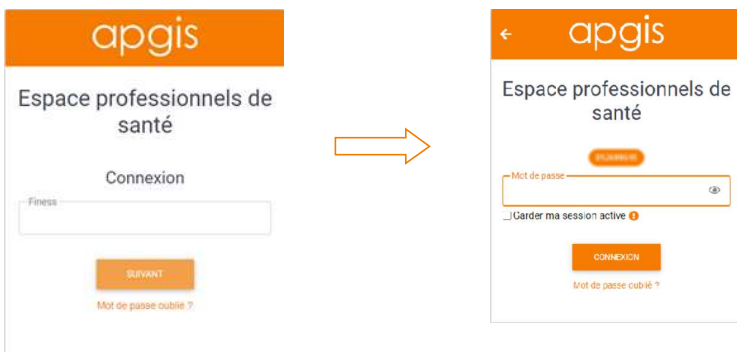 apgis
Espace professionnels de
santé
Connexion
Finess
SUIVANT
Mot de passe oublié ?
apgis
Espace professionnels de
santé
Mot de passe
Garder ma session active
CONNEXION
Mot de passe oublié ?